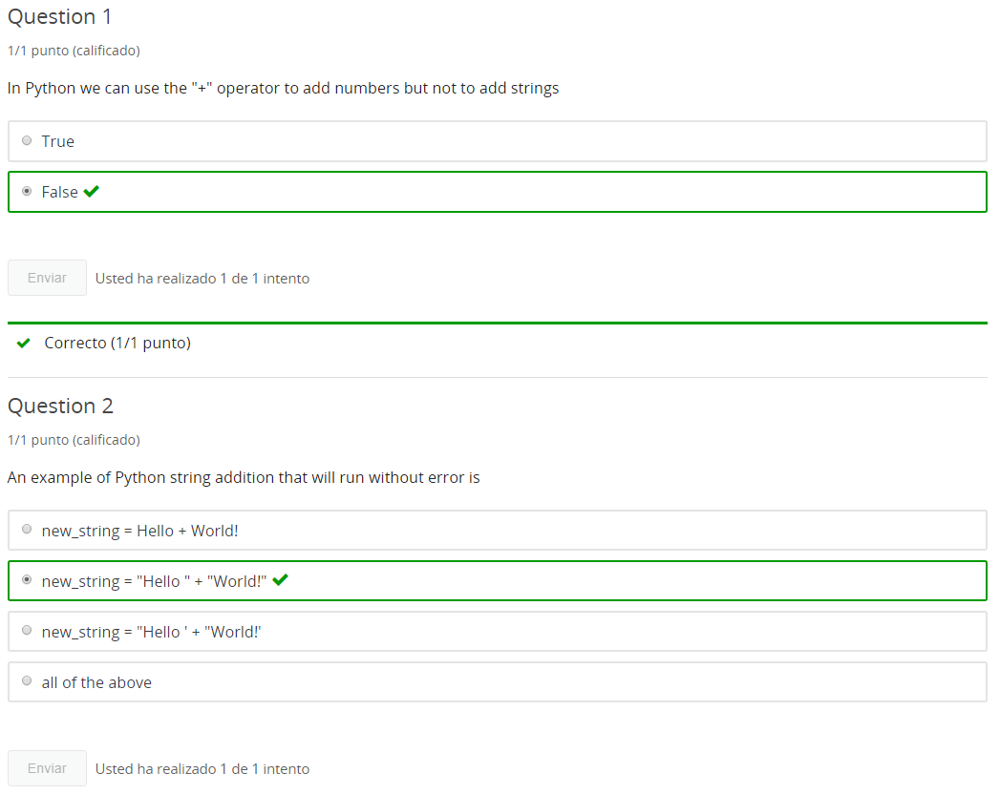 Question 1
1/1 punto (calificado)
In Python we can use the "+" operator to add numbers but not to add strings
True
False
Enviar Usted ha realizado 1 de 1 intento
Correcto (1/1 punto)
Question 2
1/1 punto (calificado)
An example of Python string addition that will run without error is
new_string = Hello + World!
new_string = "Hello " + "World!"
new_string = "Hello ' + "World!'
all of the above
Enviar Usted ha realizado 1 de 1 intento